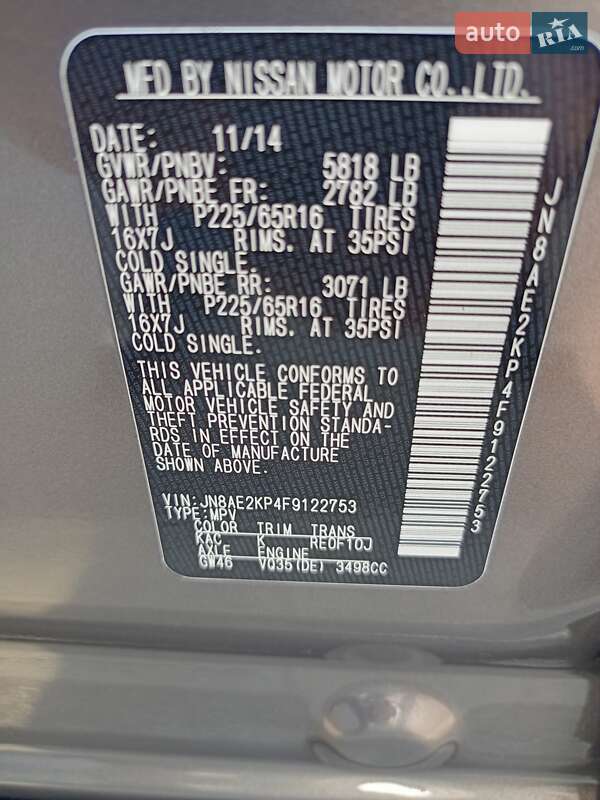 auto RIA.com
MFD BY NISSAN MOTOR CO.,LTD.
DATE: 11/14
GVWR/PNBV: 5818 LB
GAWR/PNBE FR: 2782 LB
WITH P225/65R16 TIRES
16X7J RIMS. AT 35PSI
COLD SINGLE.
GAWR/PNBE RR: 3071 LB
WITH P225/65R16 TIRES
16X7J RIMS. AT 35PSI
COLD SINGLE.
THIS VEHICLE CONFORMS TO
ALL APPLICABLE FEDERAL
MOTOR VEHICLE SAFETY AND
THEFT PREVENTION STANDA-
RDS IN EFFECT ON THE
DATE OF MANUFACTURE
SHOWN ABOVE.
VIN:JN8AE2KP4F9122753
TYPE:MPV
COLOR TRIM TRANS
KAC K RE0F10J
AXLE ENGINE
GW46 VQ35(DE) 3498CC
JN8AE2KP4F9122753